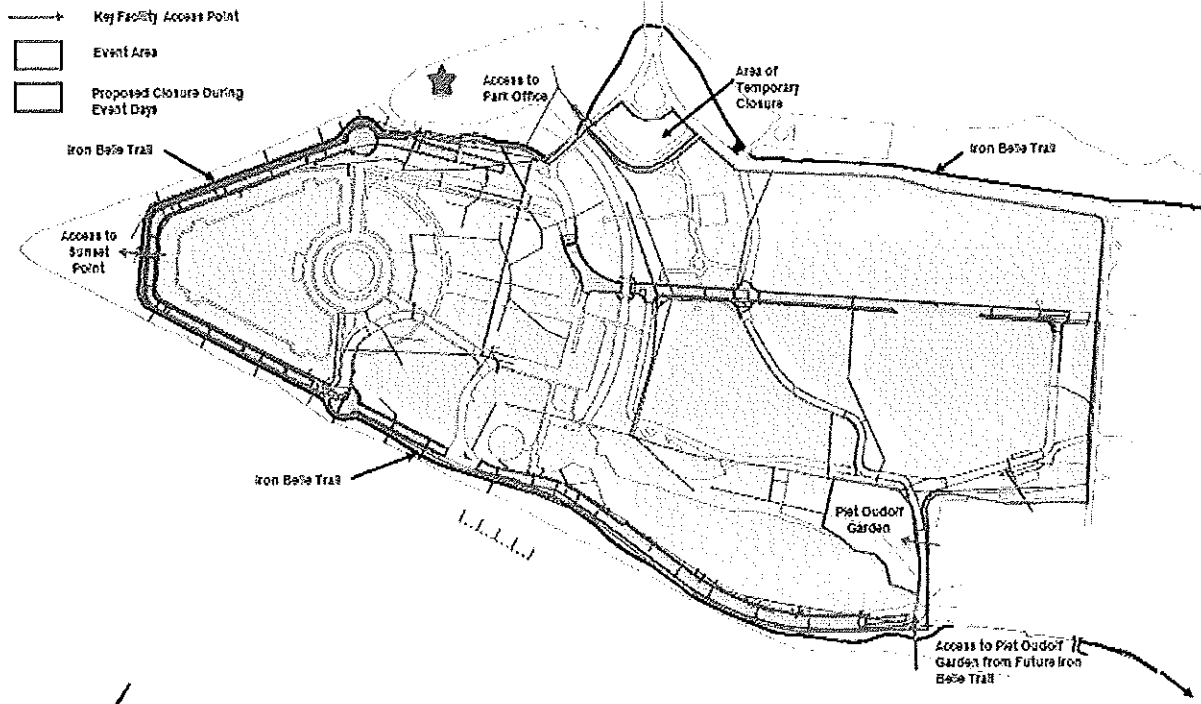 Key Facility Access Point
Event Area
Proposed Closure During
Event Days
Access to
Park Office
Area of
Temporary
Closure
Iron Belle Trail
Iron Belle Trail
Access to
Sunset
Point
Iron Belle Trail
Piet Oudolf
Garden
Access to Piet Oudolf
Garden from Future Iron
Belle Trail